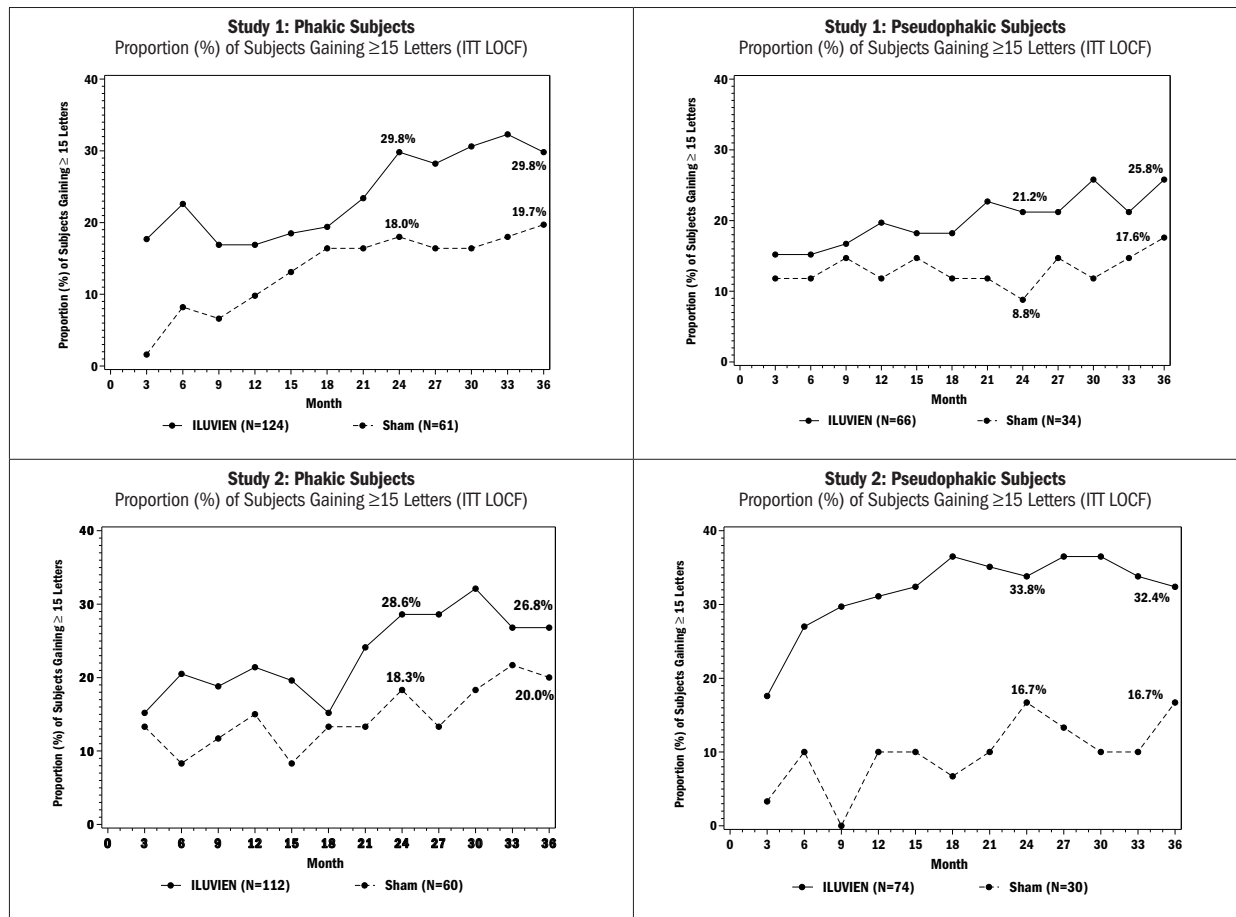 Study 1: Phakic Subjects
Proportion (%) of Subjects Gaining ≥15 Letters (ITT LOCF)
Proportion (%) of Subjects Gaining ≥ 15 Letters
40
30
20
10
0
29.8%
29.8%
18.0%
19.7%
0 3 6 9 12 15 18 21 24 27 30 33 36
Month
ILUVIEN (N=124) Sham (N=61)
Study 1: Pseudophakic Subjects
Proportion (%) of Subjects Gaining ≥15 Letters (ITT LOCF)
Proportion (%) of Subjects Gaining ≥ 15 Letters
40
30
20
10
0
21.2%
25.8%
17.6%
8.8%
0 3 6 9 12 15 18 21 24 27 30 33 36
Month
ILUVIEN (N=66) Sham (N=34)
Study 2: Phakic Subjects
Proportion (%) of Subjects Gaining ≥15 Letters (ITT LOCF)
Proportion (%) of Subjects Gaining ≥ 15 Letters
40
30
20
10
0
28.6%
26.8%
18.3%
20.0%
0 3 6 9 12 15 18 21 24 27 30 33 36
Month
ILUVIEN (N=112) Sham (N=60)
Study 2: Pseudophakic Subjects
Proportion (%) of Subjects Gaining ≥15 Letters (ITT LOCF)
Proportion (%) of Subjects Gaining ≥ 15 Letters
40
30
20
10
0
33.8%
32.4%
16.7%
16.7%
0 3 6 9 12 15 18 21 24 27 30 33 36
Month
ILUVIEN (N=74) Sham (N=30)